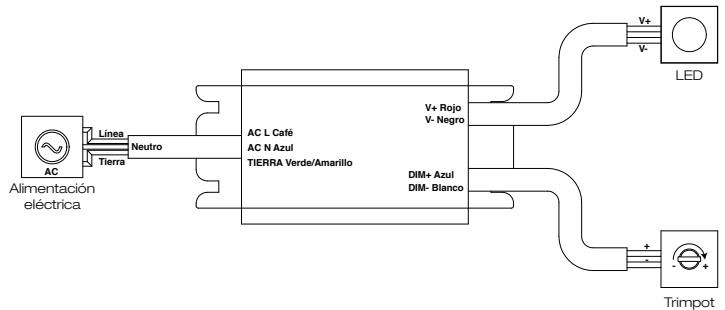 AC
Alimentación
eléctrica
Línea
Neutro
Tierra
AC L Café
AC N Azul
TIERRA Verde/Amarillo
V+ Rojo
V- Negro
DIM+ Azul
DIM- Blanco
V+
V-
LED
+
-
- +
Trimpot